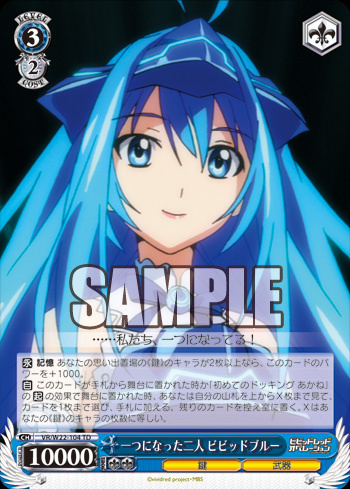 LEVEL
3
2
COST
SAMPLE
……私たち、一つになってる！
永 記憶 あなたの思い出置場の《鍵》のキャラが2枚以上なら、このカードのパ
ワーを＋1000。
自 このカードが手札から舞台に置かれた時か「初めてのドッキング あかね」
の起の効果で舞台に置かれた時、あなたは自分の山札を上からX枚まで見て、
カードを1枚まで選び、手札に加え、残りのカードを控え室に置く。Xはあな
たの《鍵》のキャラの枚数に等しい。
CH
VR/W22-104 TD
10000
一つになった二人 ビビッドブルー
ビビッドレッド
オペレーション
鍵
武器
©vividred project・MBS